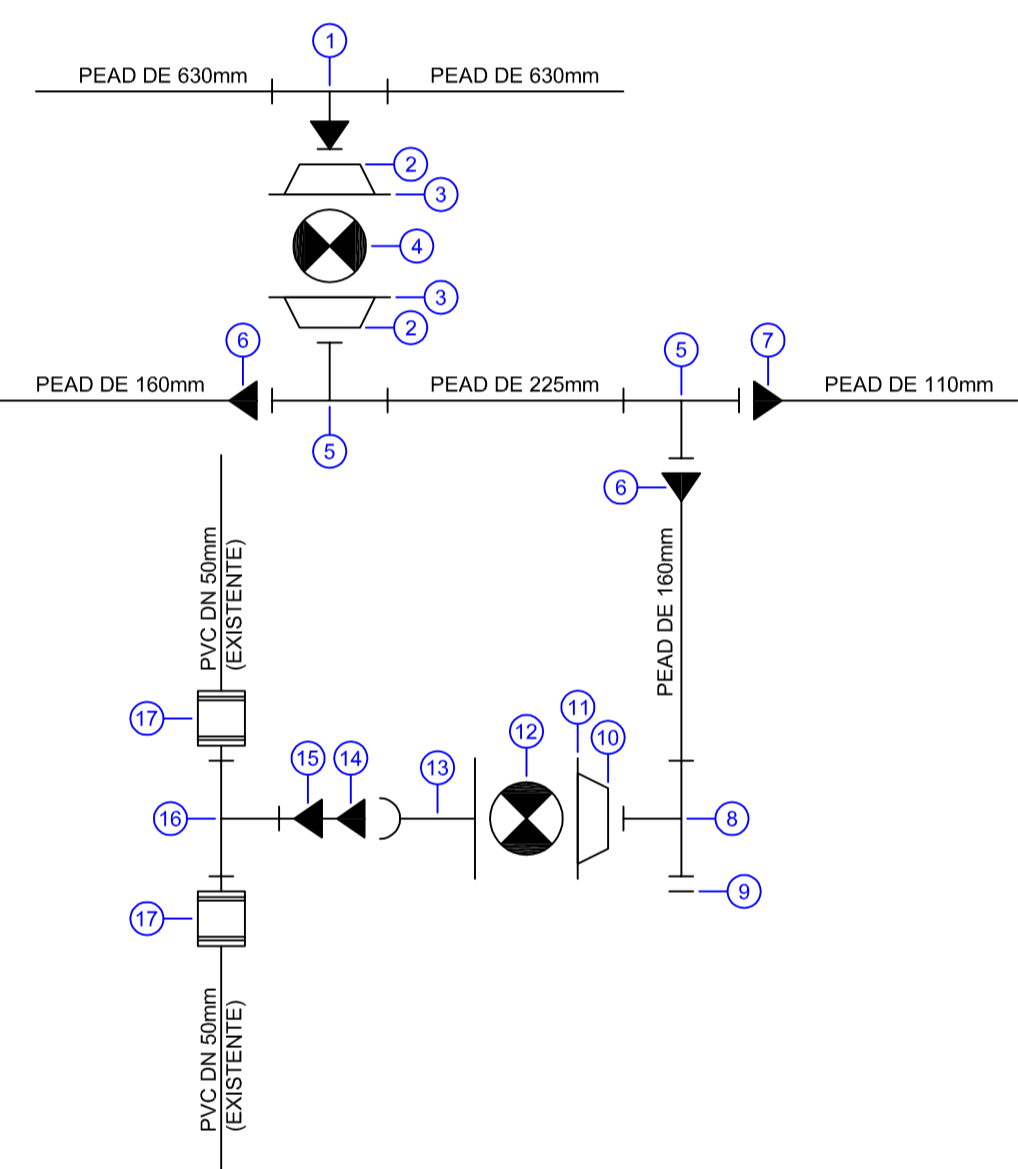 1
PEAD DE 630mm
PEAD DE 630mm
2
3
4
3
2
6
5
7
PEAD DE 160mm
PEAD DE 225mm
PEAD DE 110mm
5
6
PVC DN 50mm
(EXISTENTE)
PEAD DE 160mm
17
11
12
10
15
14
13
16
8
9
17
PVC DN 50mm
(EXISTENTE)